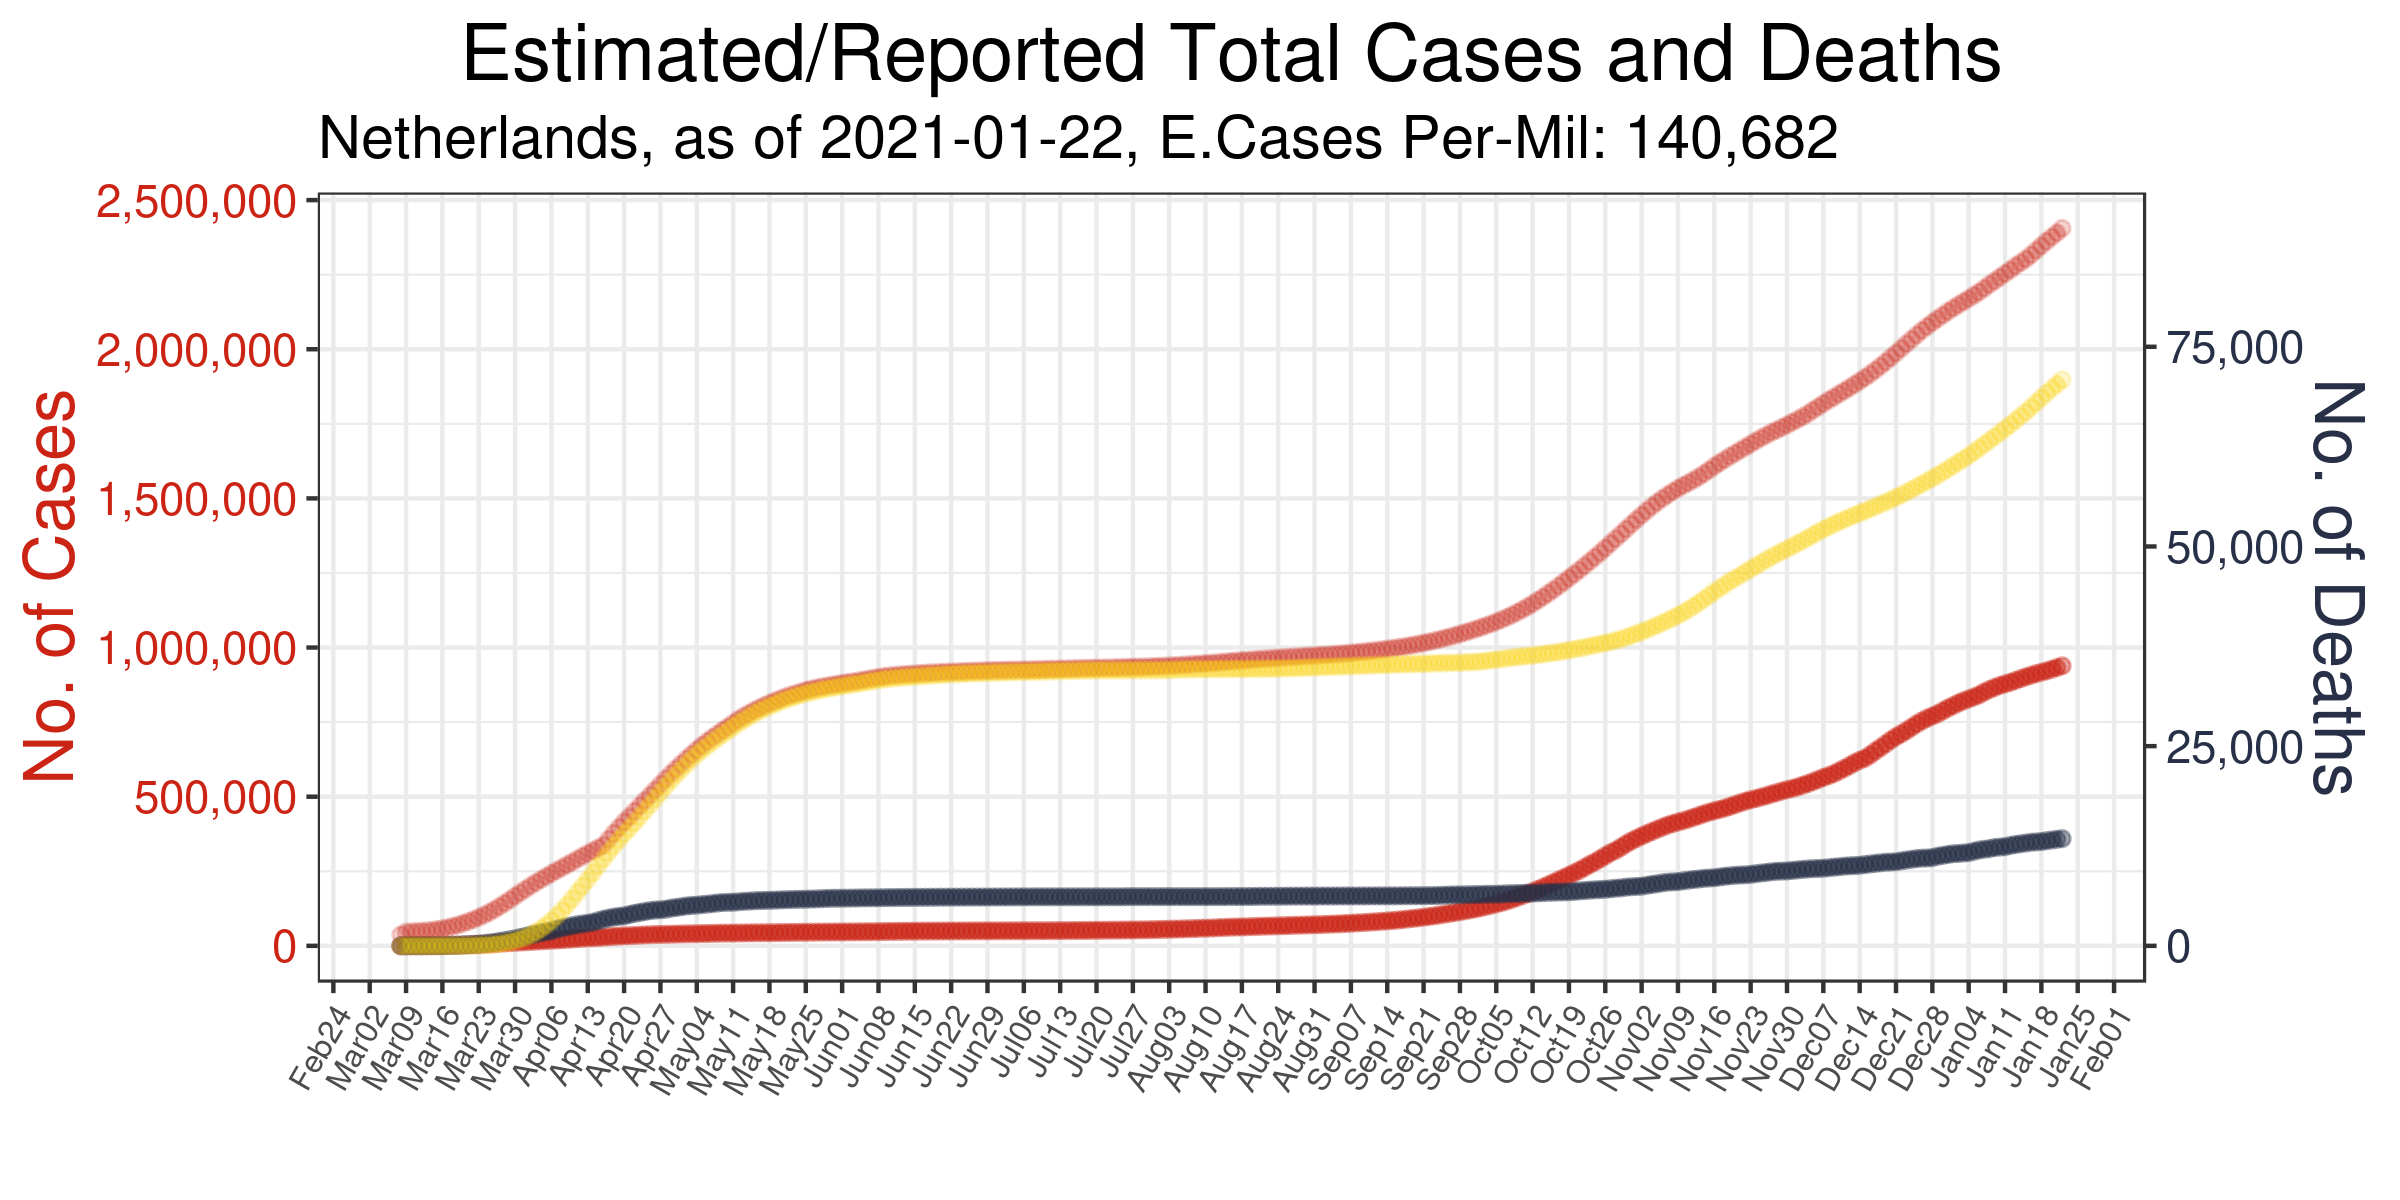 Estimated/Reported Total Cases and Deaths
Netherlands, as of 2021-01-22, E.Cases Per-Mil: 140,682
No. of Cases
2,500,000
2,000,000
1,500,000
1,000,000
500,000
0
75,000
50,000
25,000
0
No. of Deaths
Feb24
Mar02
Mar09
Mar16
Mar23
Mar30
Apr06
Apr13
Apr20
Apr27
May04
May11
May18
May25
Jun01
Jun08
Jun15
Jun22
Jun29
Jul06
Jul13
Jul20
Jul27
Aug03
Aug10
Aug17
Aug24
Aug31
Sep07
Sep14
Sep21
Sep28
Oct05
Oct12
Oct19
Oct26
Nov02
Nov09
Nov16
Nov23
Nov30
Dec07
Dec14
Dec21
Dec28
Jan04
Jan11
Jan18
Jan25
Feb01